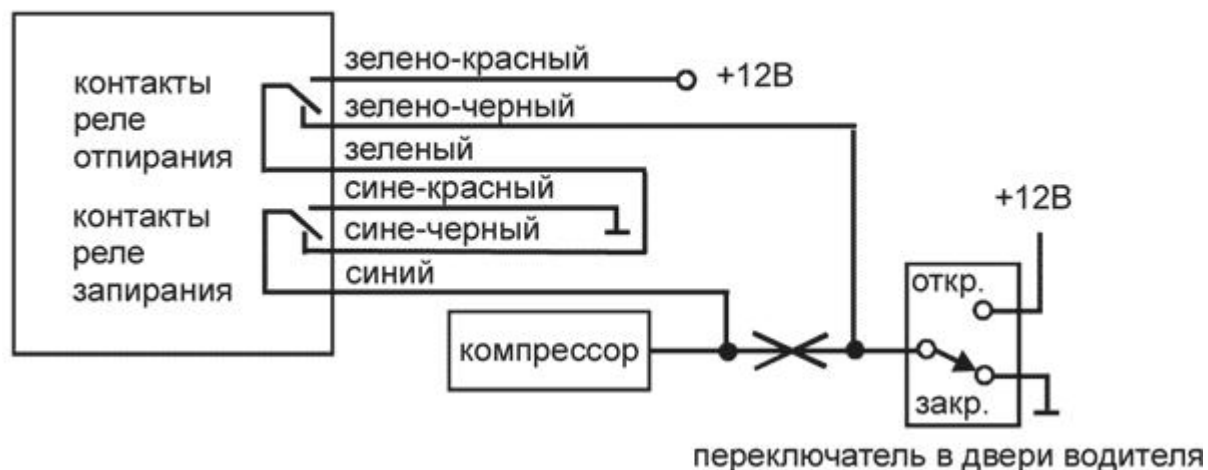 контакты
реле
отпирания
зелено-красный
+12В
зелено-черный
зеленый
контакты
реле
запирания
сине-красный
сине-черный
синий
компрессор
+12В
откр.
закр.
переключатель в двери водителя